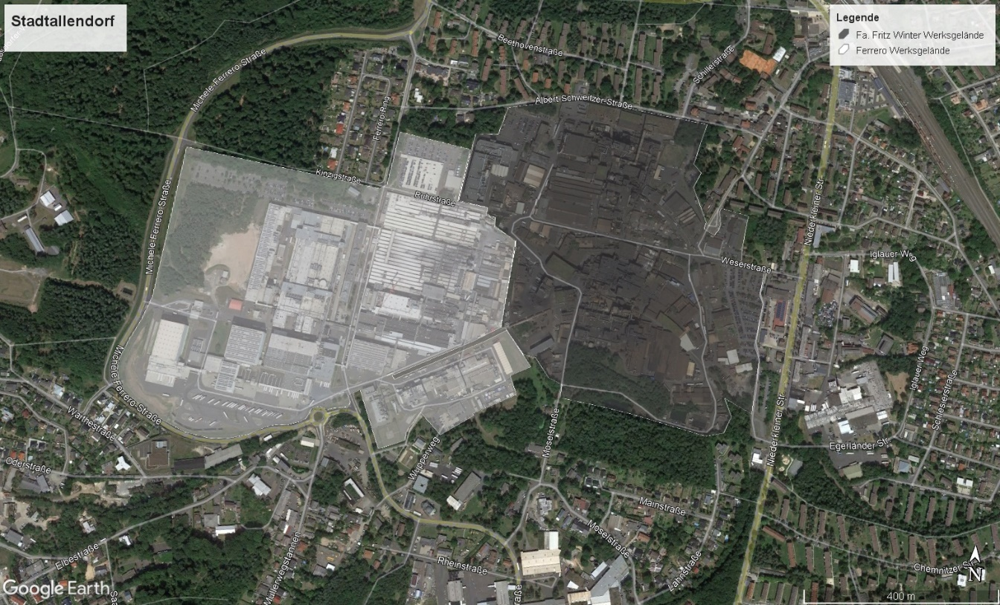 Stadtallendorf
Legende
Fa. Fritz Winter Werksgelände
Ferrero Werksgelände
Beethovenstraße
Schillerstraße
Michele-Ferrero-Straße
Albert-Schweitzer-Straße
Ferrero-Ring
Kinzigstraße
Ruhrstraße
Niederkleiner Str.
Michele-Ferrero-Straße
Weserstraße
Iglauer Weg
Michele-Ferrero-Straße
Iglauer Weg
Schlesierstraße
Warthestraße
Niederkleiner Str.
Moselstraße
Wupperweg
Egerländer Str.
Oderstraße
Mainstraße
Moselstraße
Elbestraße
Müllerwegstannen
Rheinstraße
Lahnstraße
Chemnitzer Str.
N
Google Earth
400 m